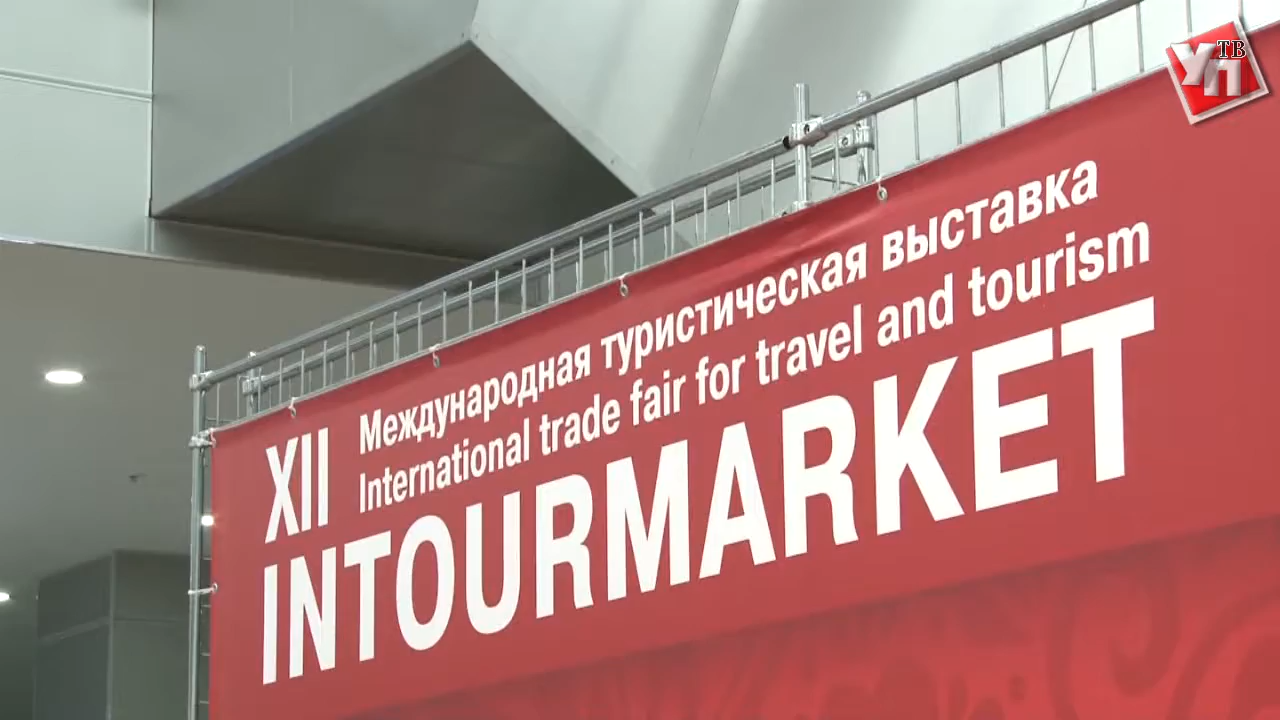 УП ТВ
XII Международная туристическая выставка
International trade fair for travel and tourism
INTOURMARKET